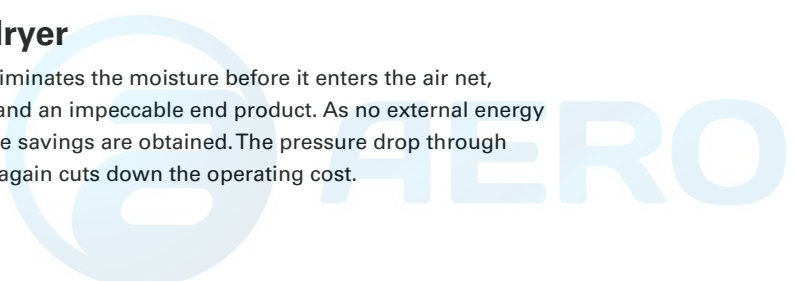 dryer
iminates the moisture before it enters the air net,
and an impeccable end product. As no external energy
e savings are obtained. The pressure drop through
again cuts down the operating cost.
AERO